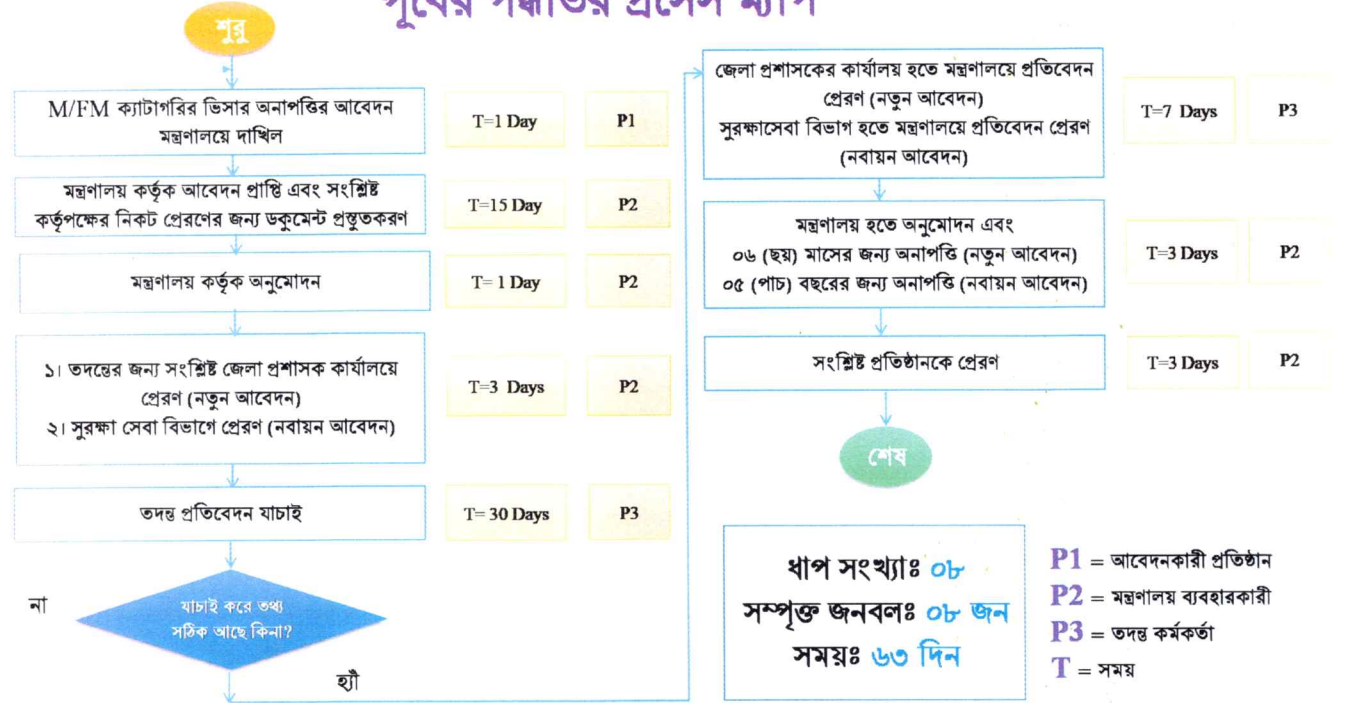 পূর্বের পদ্ধতির প্রসেস ম্যাপ
শুরু
M/FM ক্যাটাগরির ভিসার অনাপত্তির আবেদন
মন্ত্রণালয়ে দাখিল
T=1 Day
P1
মন্ত্রণালয় কর্তৃক আবেদন প্রাপ্তি এবং সংশ্লিষ্ট
কর্তৃপক্ষের নিকট প্রেরণের জন্য ডকুমেন্ট প্রস্তুতকরণ
T=15 Day
P2
মন্ত্রণালয় কর্তৃক অনুমোদন
T= 1 Day
P2
১। তদন্তের জন্য সংশ্লিষ্ট জেলা প্রশাসক কার্যালয়ে
প্রেরণ (নতুন আবেদন)
২। সুরক্ষা সেবা বিভাগে প্রেরণ (নবায়ন আবেদন)
T=3 Days
P2
তদন্ত প্রতিবেদন যাচাই
T= 30 Days
P3
না
যাচাই করে তথ্য
সঠিক আছে কিনা?
হ্যাঁ
জেলা প্রশাসকের কার্যালয় হতে মন্ত্রণালয়ে প্রতিবেদন
প্রেরণ (নতুন আবেদন)
সুরক্ষাসেবা বিভাগ হতে মন্ত্রণালয়ে প্রতিবেদন প্রেরণ
(নবায়ন আবেদন)
T=7 Days
P3
মন্ত্রণালয় হতে অনুমোদন এবং
০৬ (ছয়) মাসের জন্য অনাপত্তি (নতুন আবেদন)
০৫ (পাচ) বছরের জন্য অনাপত্তি (নবায়ন আবেদন)
T=3 Days
P2
সংশ্লিষ্ট প্রতিষ্ঠানকে প্রেরণ
T=3 Days
P2
শেষ
ধাপ সংখ্যাঃ ০৮
সম্পৃক্ত জনবলঃ ০৮ জন
সময়ঃ ৬৩ দিন
P1 = আবেদনকারী প্রতিষ্ঠান
P2 = মন্ত্রণালয় ব্যবহারকারী
P3 = তদন্ত কর্মকর্তা
T = সময়